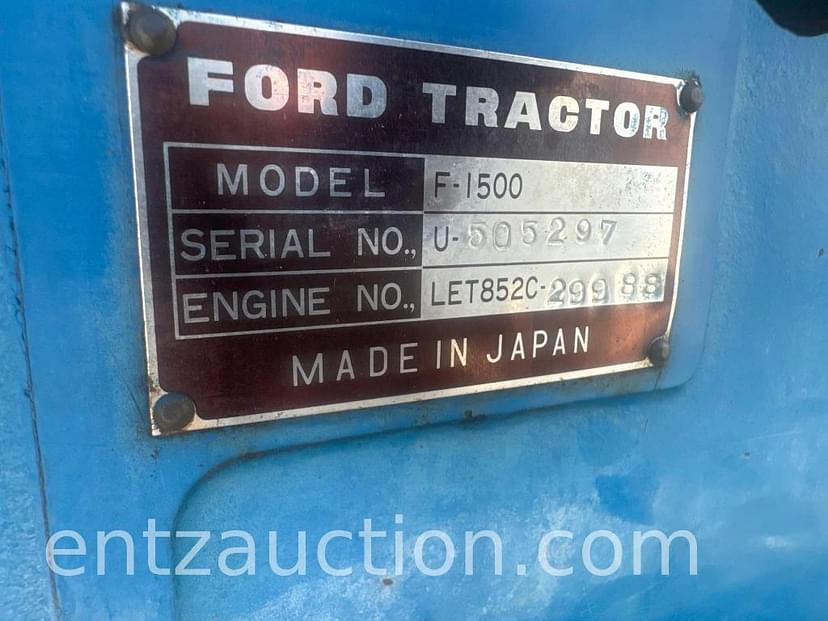 FORD TRACTOR
MODEL F-1500
SERIAL NO., U-505297
ENGINE NO., LET852C-29988
MADE IN JAPAN
entzauction.com